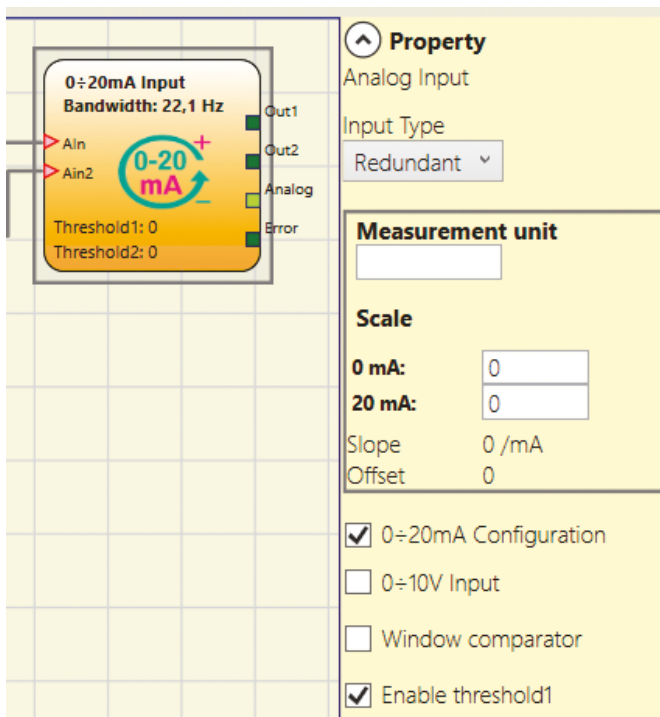 0÷20mA Input
Bandwidth: 22,1 Hz
AIn
Ain2
0-20
mA
Out1
Out2
Analog
Error
Threshold1: 0
Threshold2: 0
Property
Analog Input
Input Type
Redundant
Measurement unit
Scale
0 mA: 0
20 mA: 0
Slope 0 /mA
Offset 0
0÷20mA Configuration
0÷10V Input
Window comparator
Enable threshold1